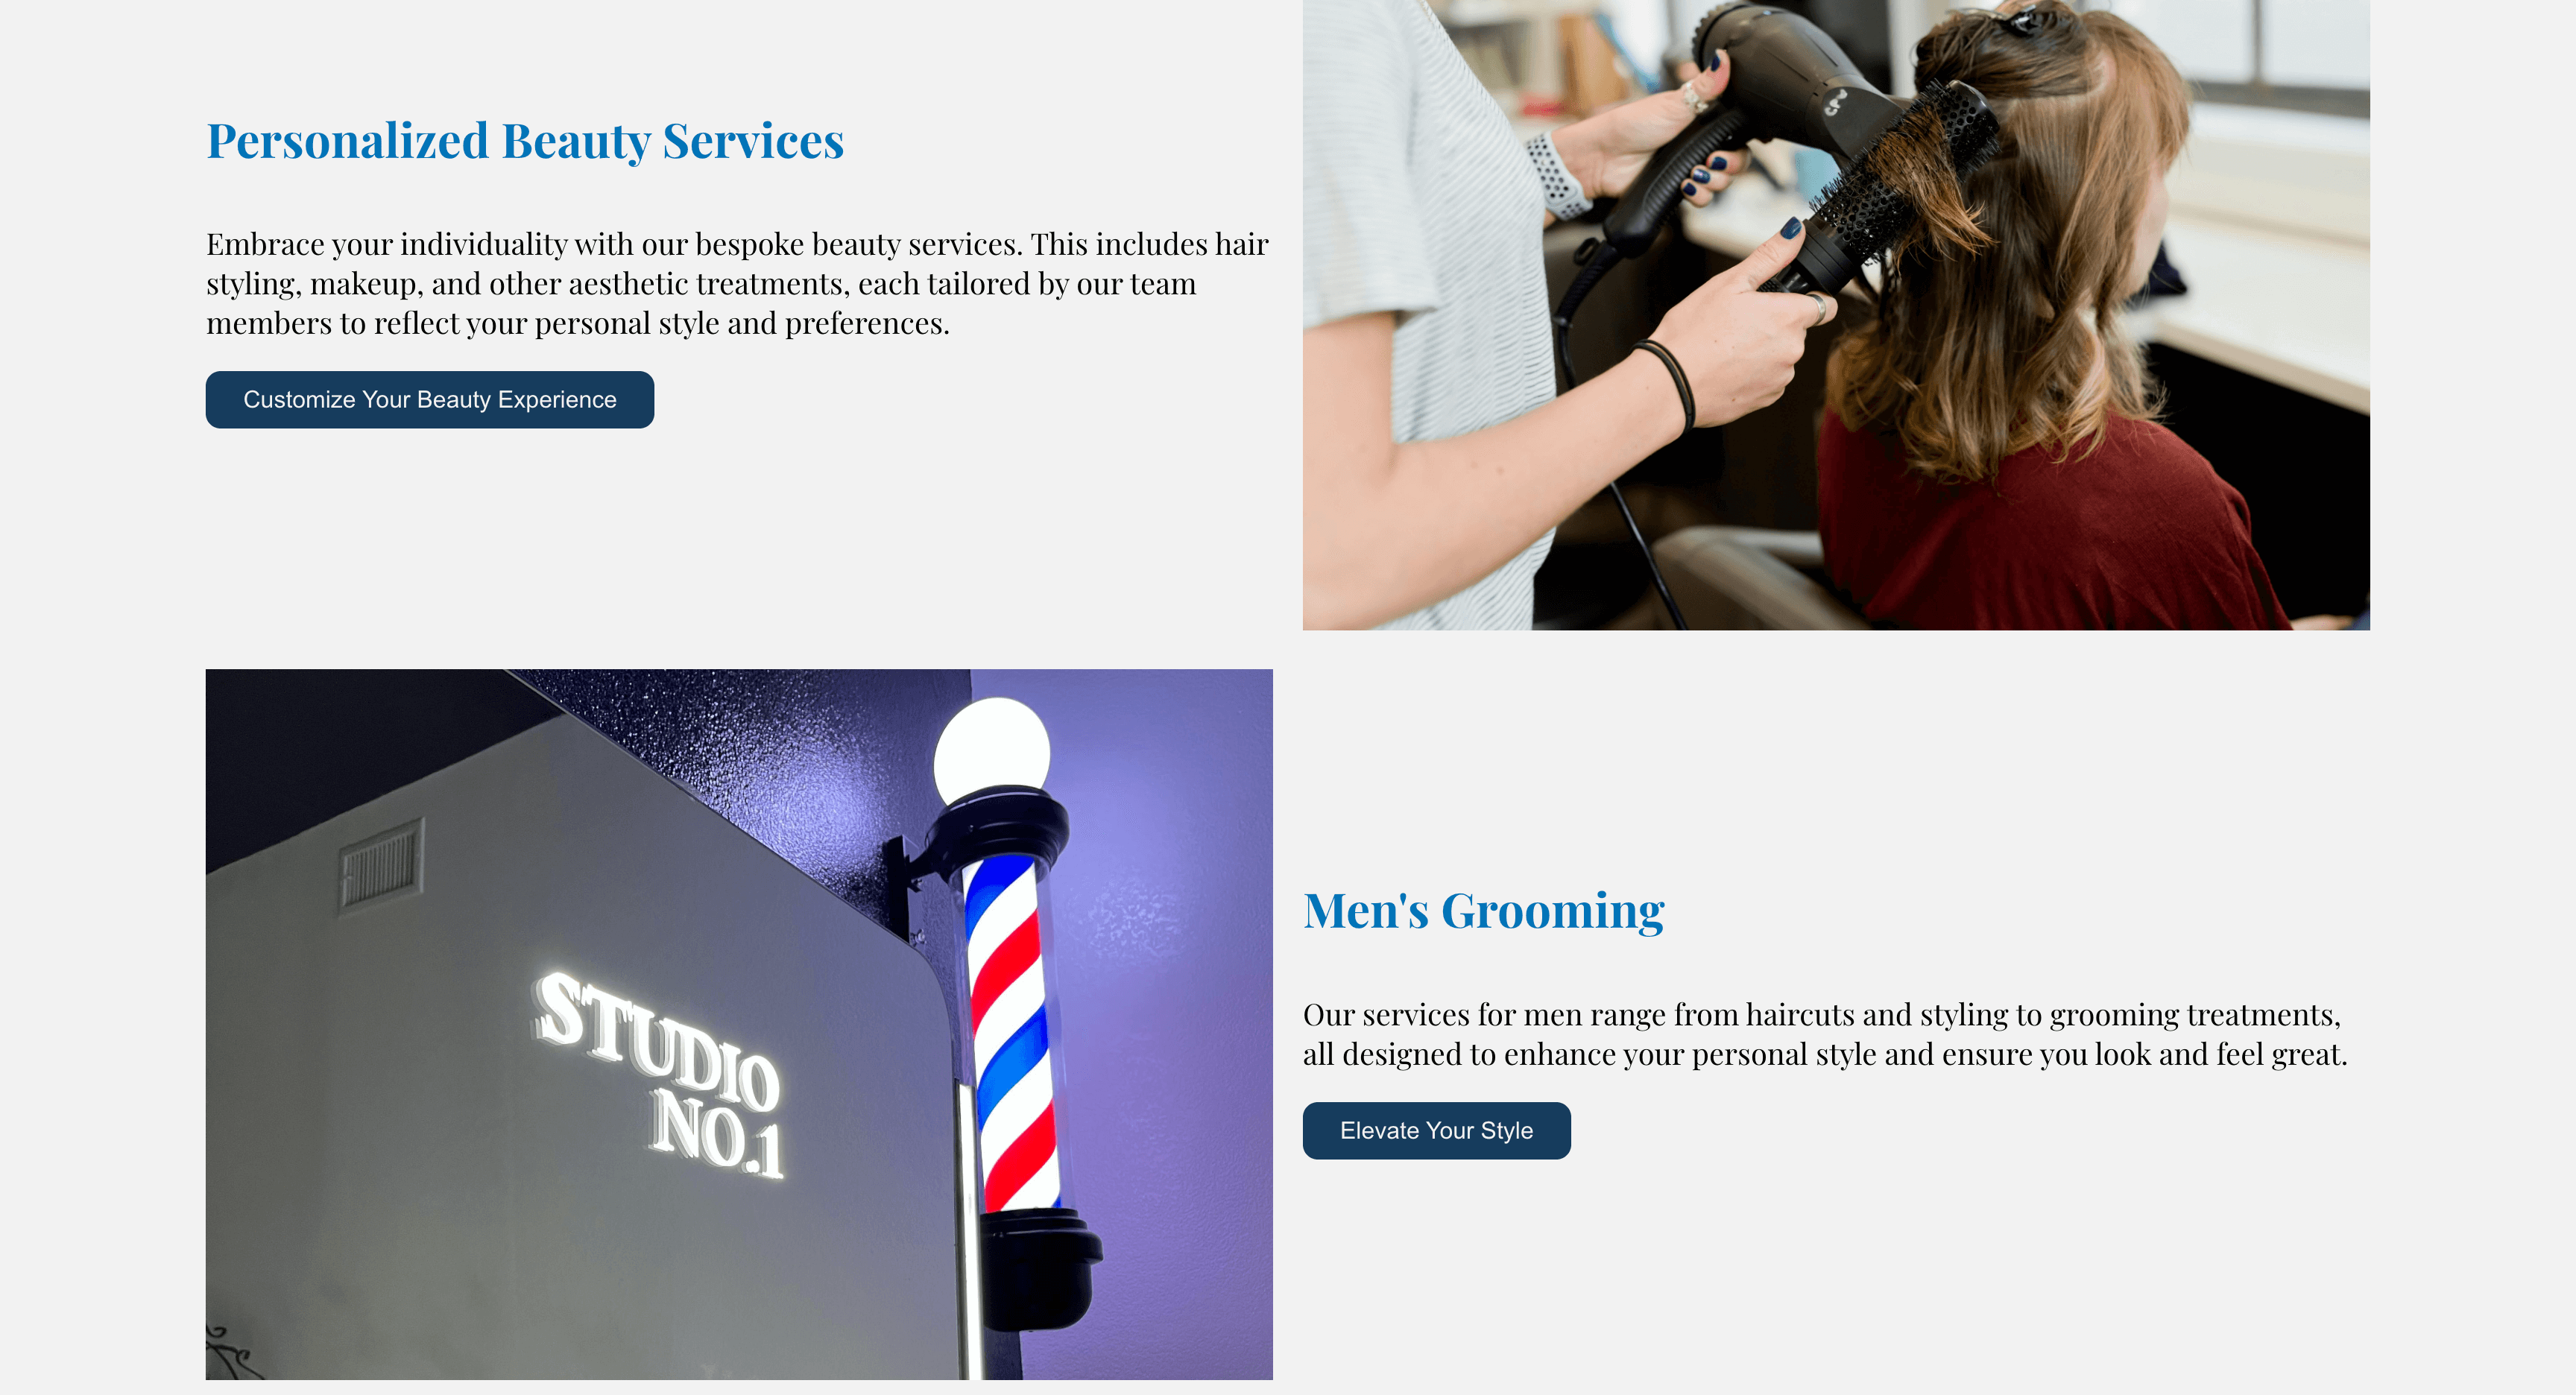 Personalized Beauty Services
Embrace your individuality with our bespoke beauty services. This includes hair
styling, makeup, and other aesthetic treatments, each tailored by our team
members to reflect your personal style and preferences.
Customize Your Beauty Experience
STUDIO
NO.1
Men's Grooming
Our services for men range from haircuts and styling to grooming treatments,
all designed to enhance your personal style and ensure you look and feel great.
Elevate Your Style